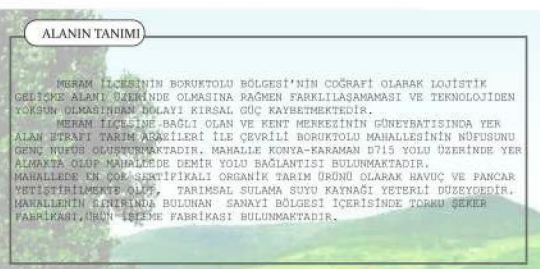 ALANIN TANIMI
MERAM İLÇESİNİN BORUKTOLU BÖLGESİ'NİN COĞRAFİ OLARAK LOJİSTİK
GELİŞME ALANI ÜZERİNDE OLMASINA RAĞMEN FARKLILAŞAMAMASI VE TEKNOLOJİDEN
YOKSUN OLMASINDAN DOLAYI KIRSAL GÜÇ KAYBETMEKTEDİR.
MERAM İLÇESİNE BAĞLI OLAN VE KENT MERKEZİNİN GÜNEYBATISINDA YER
ALAN ETRAFI TARIM ARAZİLERİ İLE ÇEVRİLİ BORUKTOLU MAHALLESİNİN NÜFUSUNU
GENÇ NÜFUS OLUŞTURMAKTADIR. MAHALLE KONYA-KARAMAN D715 YOLU ÜZERİNDE YER
ALMAKTA OLUP MAHALLEDE DEMİR YOLU BAĞLANTISI BULUNMAKTADIR.
MAHALLEDE EN ÇOK SERTİFİKALI ORGANİK TARIM ÜRÜNÜ OLARAK HAVUÇ VE PANCAR
YETİŞTİRİLMEKTE OLUP, TARIMSAL SULAMA SUYU KAYNAĞI YETERLİ DÜZEYDEDİR.
MAHALLENİN SINIRINDA BULUNAN SANAYİ BÖLGESİ İÇERİSİNDE TORKU ŞEKER
FABRİKASI,ÜRÜN İŞLEME FABRİKASI BULUNMAKTADIR.